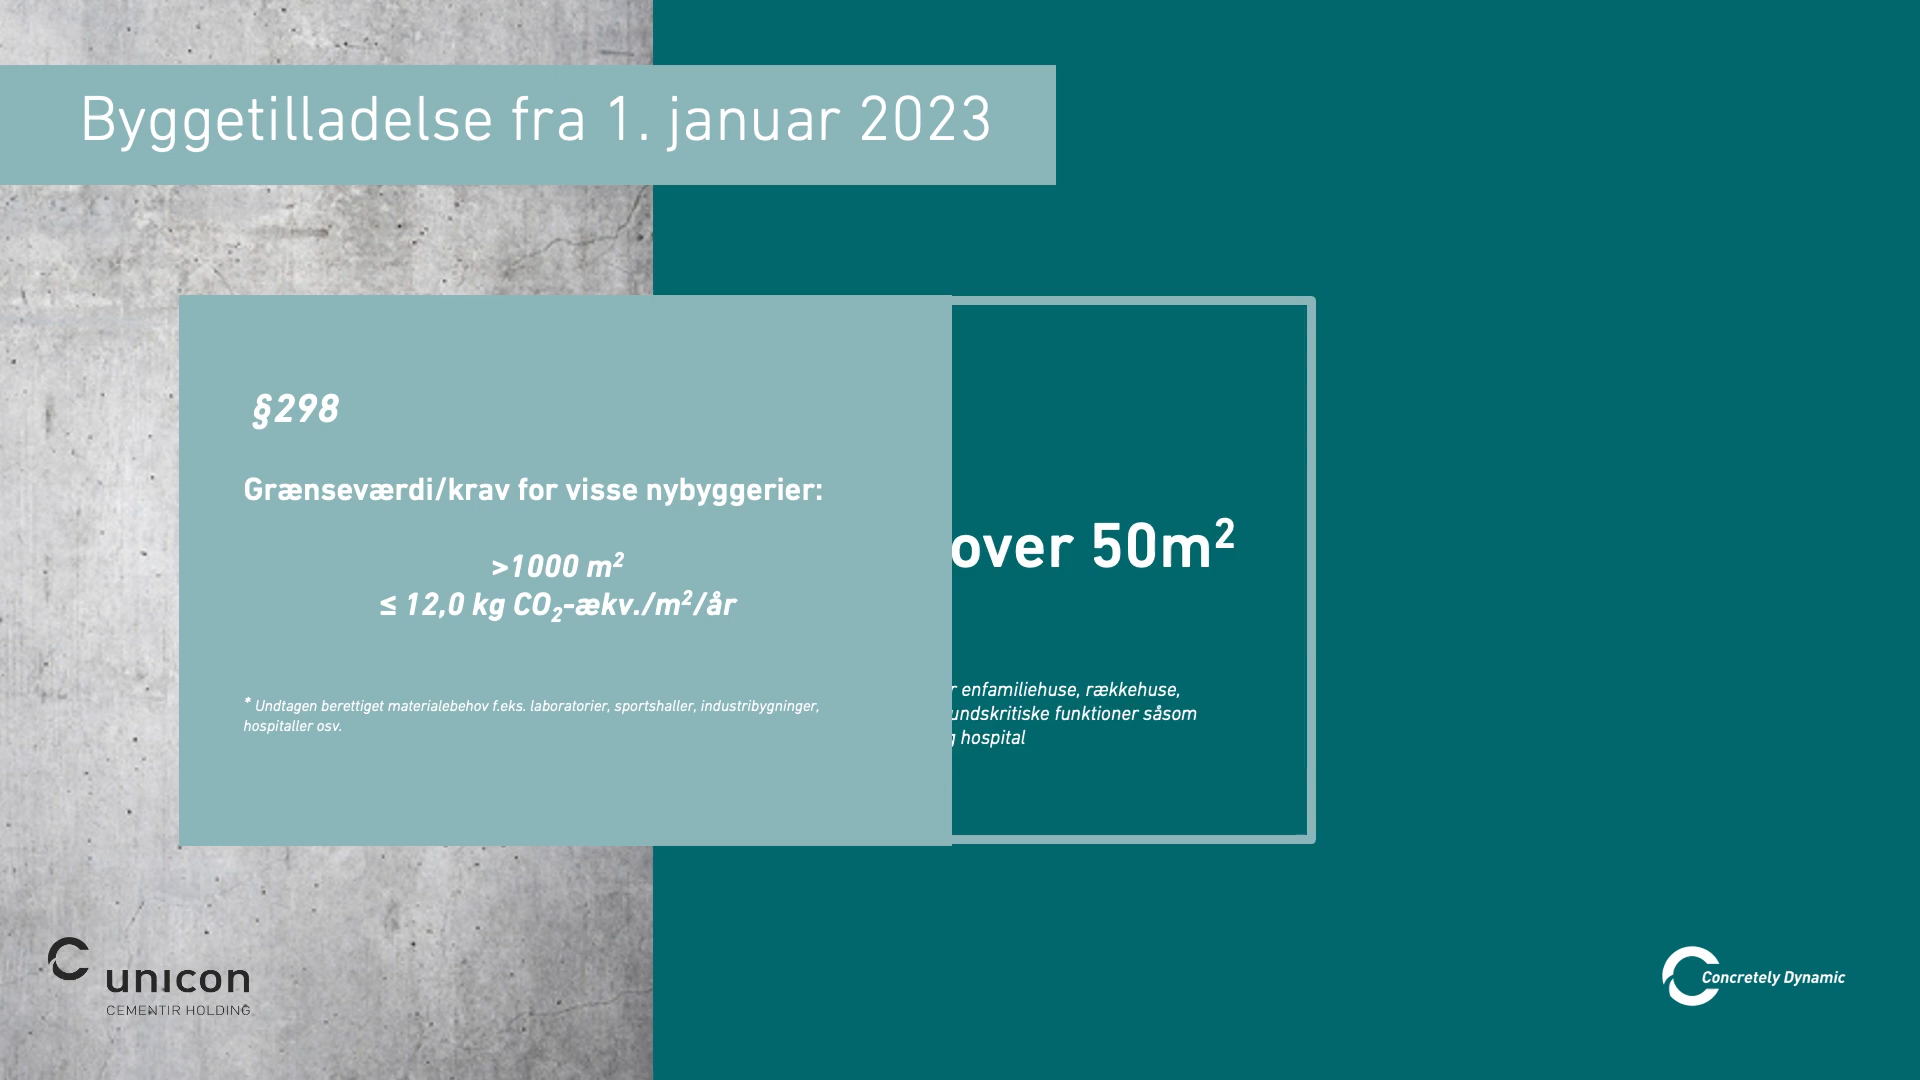 Byggetilladelse fra 1. januar 2023
§298
Grænseværdi/krav for visse nybyggerier:
>1000 m²
≤ 12,0 kg CO₂-ækv./m²/år
* Undtagen berettiget materialebehov f.eks. laboratorier, sportshaller, industribygninger,
hospitaller osv.
over 50m²
enfamiliehuse, rækkehuse,
funktioner såsom
hospital
unicon
CEMENTIR HOLDING
Concretely Dynamic